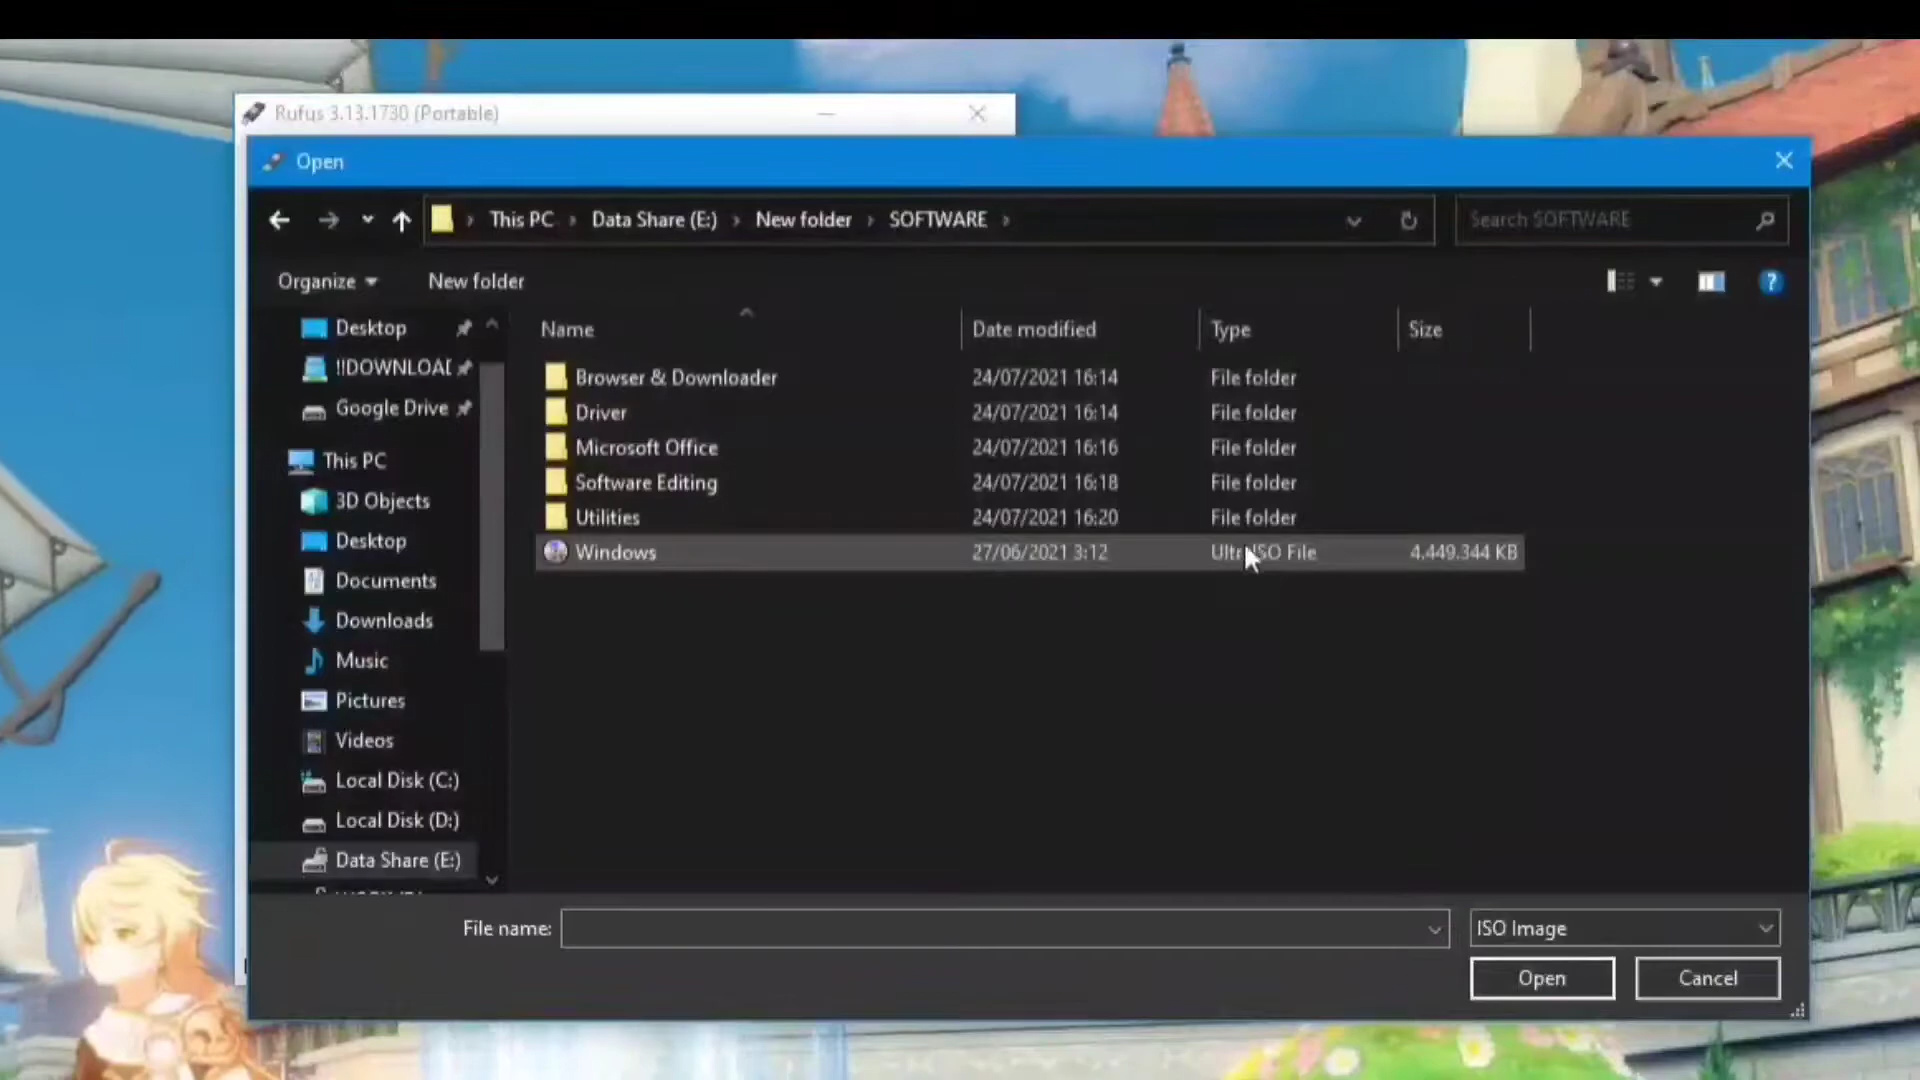 Rufus 3.13.1730 (Portable)
Open
This PC > Data Share (E:) > New folder > SOFTWARE >
Search SOFTWARE
Organize
New folder
?
Desktop
!!DOWNLOAD
Google Drive
This PC
3D Objects
Desktop
Documents
Downloads
Music
Pictures
Videos
Local Disk (C:)
Local Disk (D:)
Data Share (E:)
Name Date modified Type Size
Browser & Downloader 24/07/2021 16:14 File folder
Driver 24/07/2021 16:14 File folder
Microsoft Office 24/07/2021 16:16 File folder
Software Editing 24/07/2021 16:18 File folder
Utilities 24/07/2021 16:20 File folder
Windows 27/06/2021 3:12 UltraISO File 4.449.344 KB
File name:
ISO Image
Open
Cancel